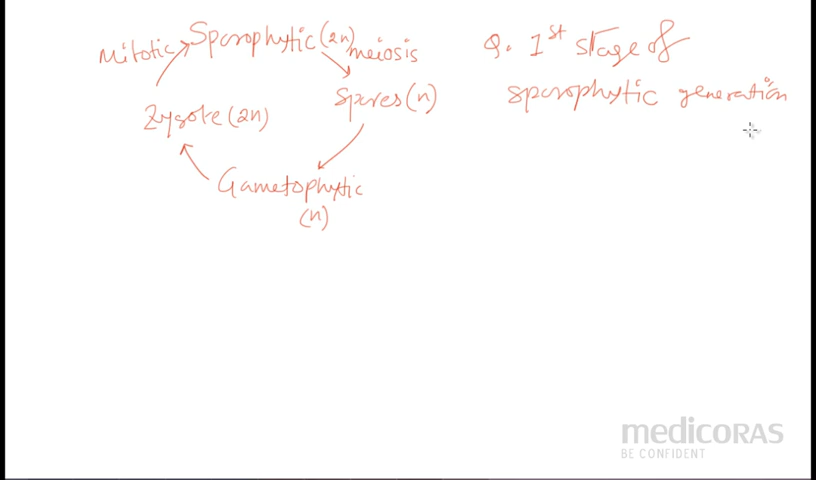 Mitotic Sporophytic (2n) meiosis
Zygote (2n)
Spores (n)
Gametophytic
(n)
Q. 1st stage of
sporophytic generation
medicoRAS
BE CONFIDENT